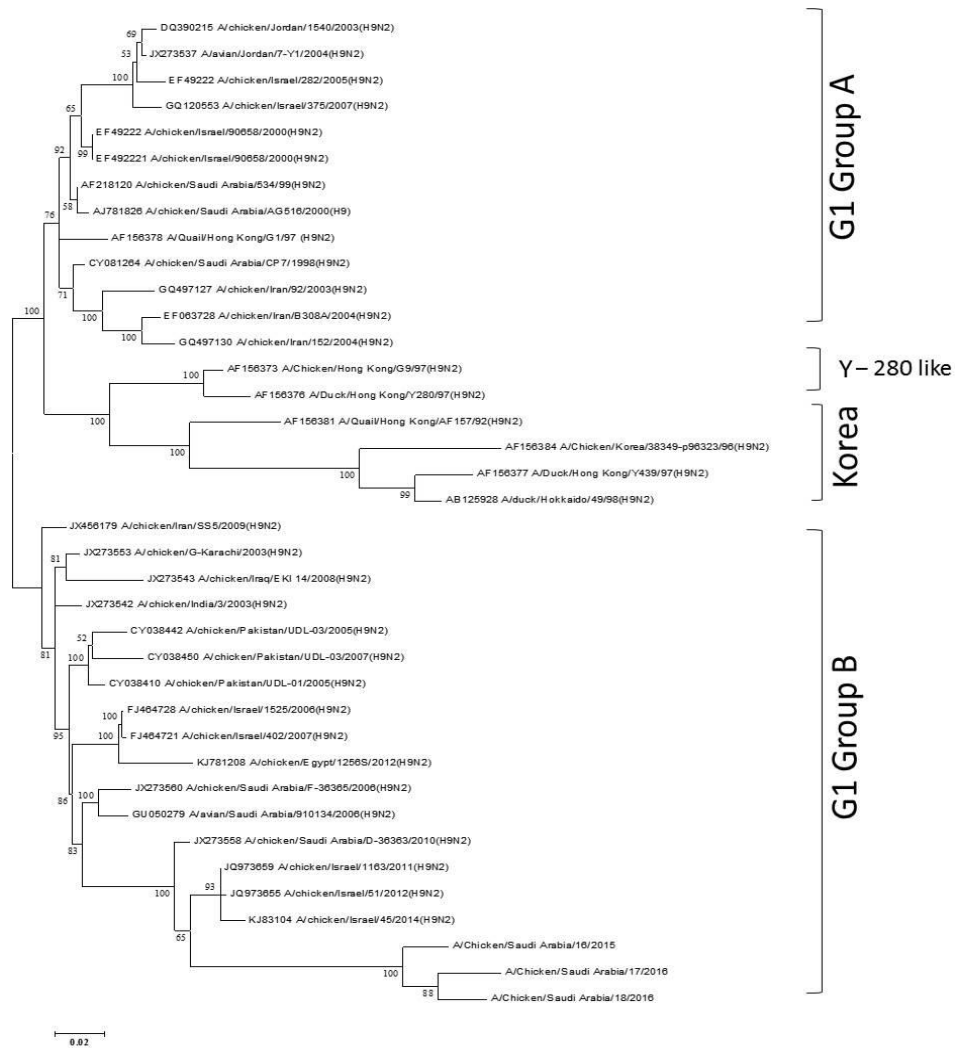 69
DQ390215 A/chicken/Jordan/1540/2003(H9N2)
53
JX273537 A/avian/Jordan/7-Y1/2004(H9N2)
100
EF49222 A/chicken/Israel/282/2005(H9N2)
GQ120553 A/chicken/Israel/375/2007(H9N2)
65
EF49222 A/chicken/Israel/90658/2000(H9N2)
99
EF492221 A/chicken/Israel/90658/2000(H9N2)
92
AF218120 A/chicken/Saudi Arabia/534/99(H9N2)
58
AJ781826 A/chicken/Saudi Arabia/AG516/2000(H9)
76
AF156378 A/Quail/Hong Kong/G1/97 (H9N2)
CY081264 A/chicken/Saudi Arabia/CP7/1998(H9N2)
71
GQ497127 A/chicken/Iran/92/2003(H9N2)
100
100
EF063728 A/chicken/Iran/B308A/2004(H9N2)
100
GQ497130 A/chicken/Iran/152/2004(H9N2)
G1 Group A
AF156373 A/Chicken/Hong Kong/G9/97(H9N2)
100
AF156376 A/Duck/Hong Kong/Y280/97(H9N2)
Y – 280 like
100
AF156381 A/Quail/Hong Kong/AF157/92(H9N2)
100
AF156384 A/Chicken/Korea/38349-p96323/96(H9N2)
100
AF156377 A/Duck/Hong Kong/Y439/97(H9N2)
99
AB125928 A/duck/Hokkaido/49/98(H9N2)
Korea
JX456179 A/chicken/Iran/SS5/2009(H9N2)
JX273553 A/chicken/G-Karachi/2003(H9N2)
81
JX273543 A/chicken/Iraq/EKI 14/2008(H9N2)
JX273542 A/chicken/India/3/2003(H9N2)
CY038442 A/chicken/Pakistan/UDL-03/2005(H9N2)
52
81
100
CY038450 A/chicken/Pakistan/UDL-03/2007(H9N2)
CY038410 A/chicken/Pakistan/UDL-01/2005(H9N2)
FJ464728 A/chicken/Israel/1525/2006(H9N2)
100
95
100
FJ464721 A/chicken/Israel/402/2007(H9N2)
KJ781208 A/chicken/Egypt/1256S/2012(H9N2)
JX273560 A/chicken/Saudi Arabia/F-36365/2006(H9N2)
86
100
GU050279 A/avian/Saudi Arabia/910134/2006(H9N2)
83
JX273558 A/chicken/Saudi Arabia/D-36363/2010(H9N2)
JQ973659 A/chicken/Israel/1163/2011(H9N2)
93
100
JQ973655 A/chicken/Israel/51/2012(H9N2)
KJ83104 A/chicken/Israel/45/2014(H9N2)
65
A/Chicken/Saudi Arabia/16/2015
100
A/Chicken/Saudi Arabia/17/2016
88
A/Chicken/Saudi Arabia/18/2016
G1 Group B
0.02